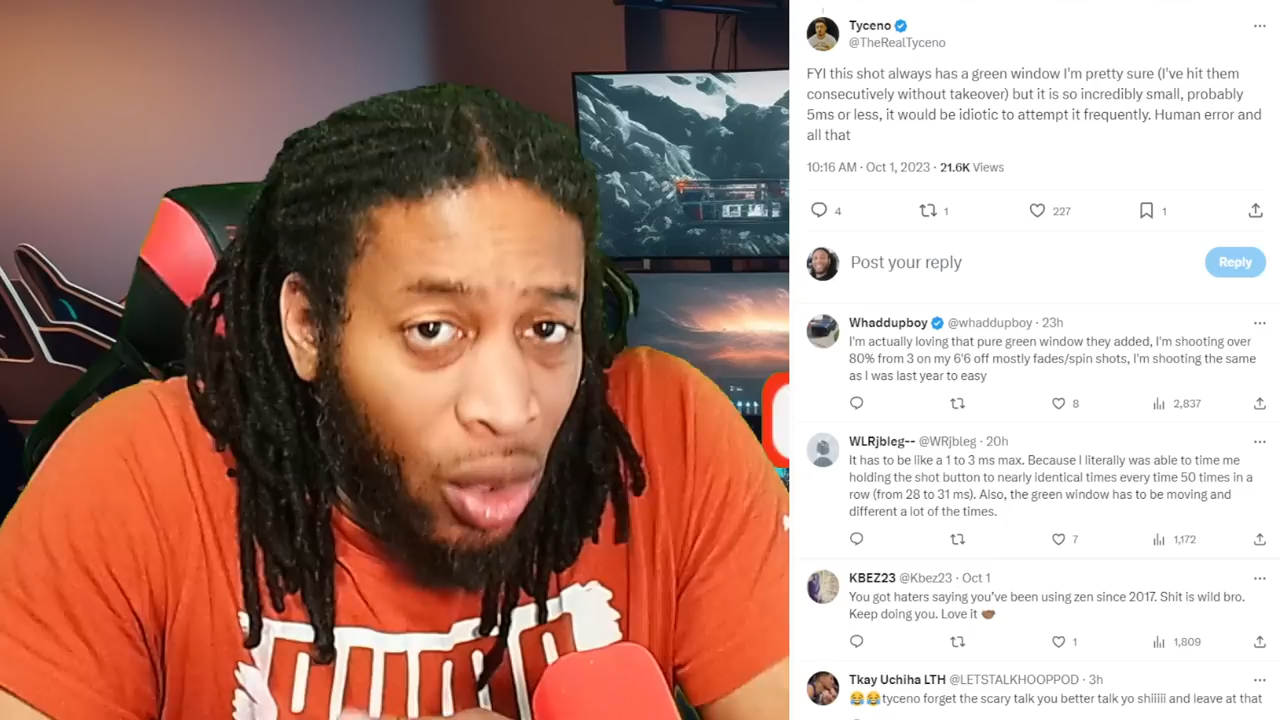 Tyceno
@TheRealTyceno
FYI this shot always has a green window I'm pretty sure (I've hit them
consecutively without takeover) but it is so incredibly small, probably
5ms or less, it would be idiotic to attempt it frequently. Human error and
all that
10:16 AM · Oct 1, 2023 · 21.6K Views
4 1 227 1
Post your reply
Reply
Whaddupboy @whaddupboy · 23h
I'm actually loving that pure green window they added, I'm shooting over
80% from 3 on my 6'6 off mostly fades/spin shots, I'm shooting the same
as I was last year to easy
8 2,837
WLRjbleg-- @WRjbleg · 20h
It has to be like a 1 to 3 ms max. Because I literally was able to time me
holding the shot button to nearly identical times every time 50 times in a
row (from 28 to 31 ms). Also, the green window has to be moving and
different a lot of the times.
7 1,172
KBEZ23 @Kbez23 · Oct 1
You got haters saying you've been using zen since 2017. Shit is wild bro.
Keep doing you. Love it 🤜🏾
1 1,809
Tkay Uchiha LTH @LETSTALKHOOPPOD · 3h
😂😂tyceno forget the scary talk you better talk yo shiiiii and leave at that